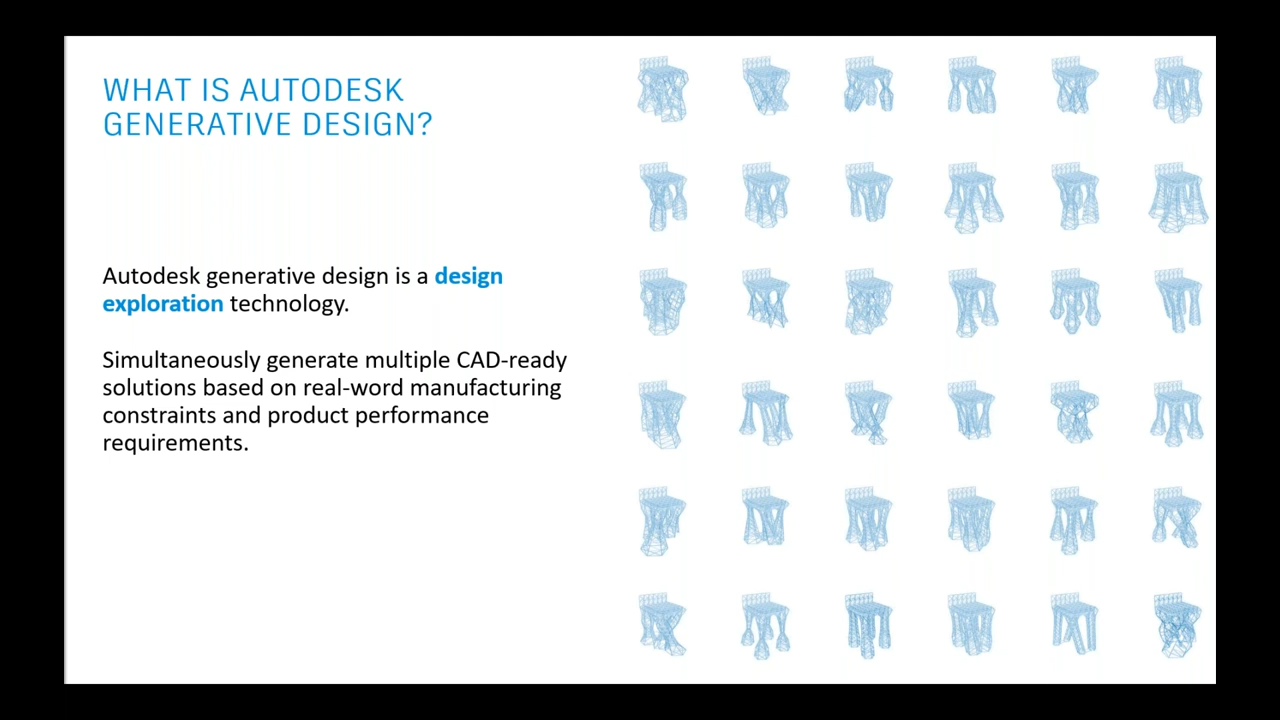 WHAT IS AUTODESK
GENERATIVE DESIGN?
Autodesk generative design is a design
exploration technology.
Simultaneously generate multiple CAD-ready
solutions based on real-word manufacturing
constraints and product performance
requirements.